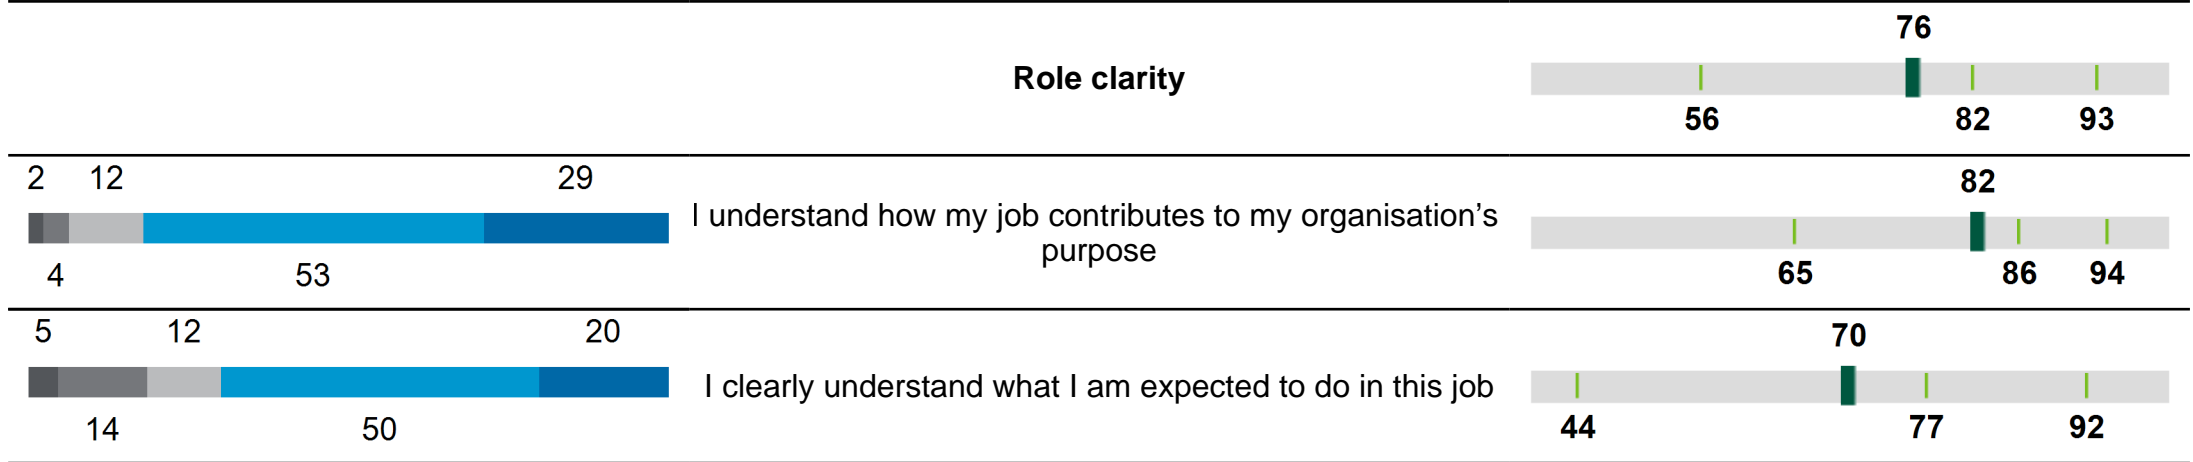 76
Role clarity
56 82 93
2 12 29
82
I understand how my job contributes to my organisation’s
purpose
4 53
65 86 94
5 12 20
70
I clearly understand what I am expected to do in this job
14 50
44 77 92